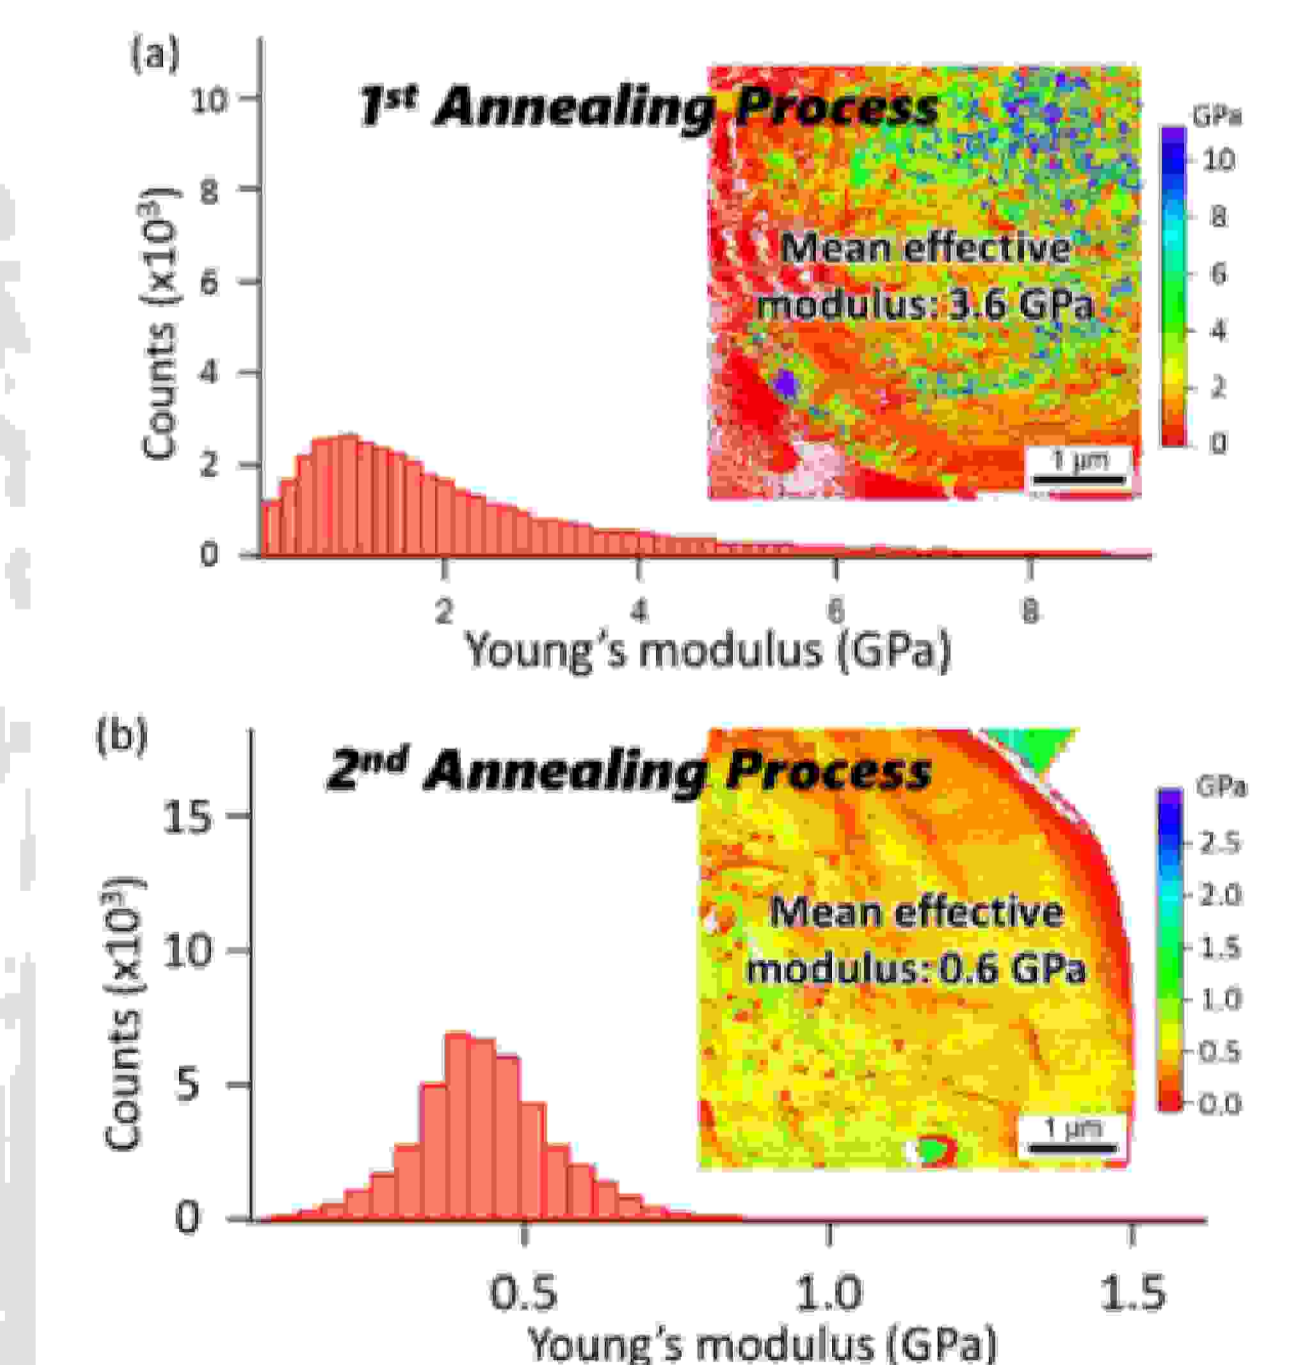 (a)
1st Annealing Process
10
8
6
4
2
0
Counts (x10³)
Mean effective
modulus: 3.6 GPa
1 μm
GPa
10
8
6
4
2
0
2 4 6 8
Young's modulus (GPa)
(b)
2nd Annealing Process
15
10
5
0
Counts (x10³)
Mean effective
modulus: 0.6 GPa
1 μm
GPa
2.5
2.0
1.5
1.0
0.5
0.0
0.5 1.0 1.5
Young's modulus (GPa)